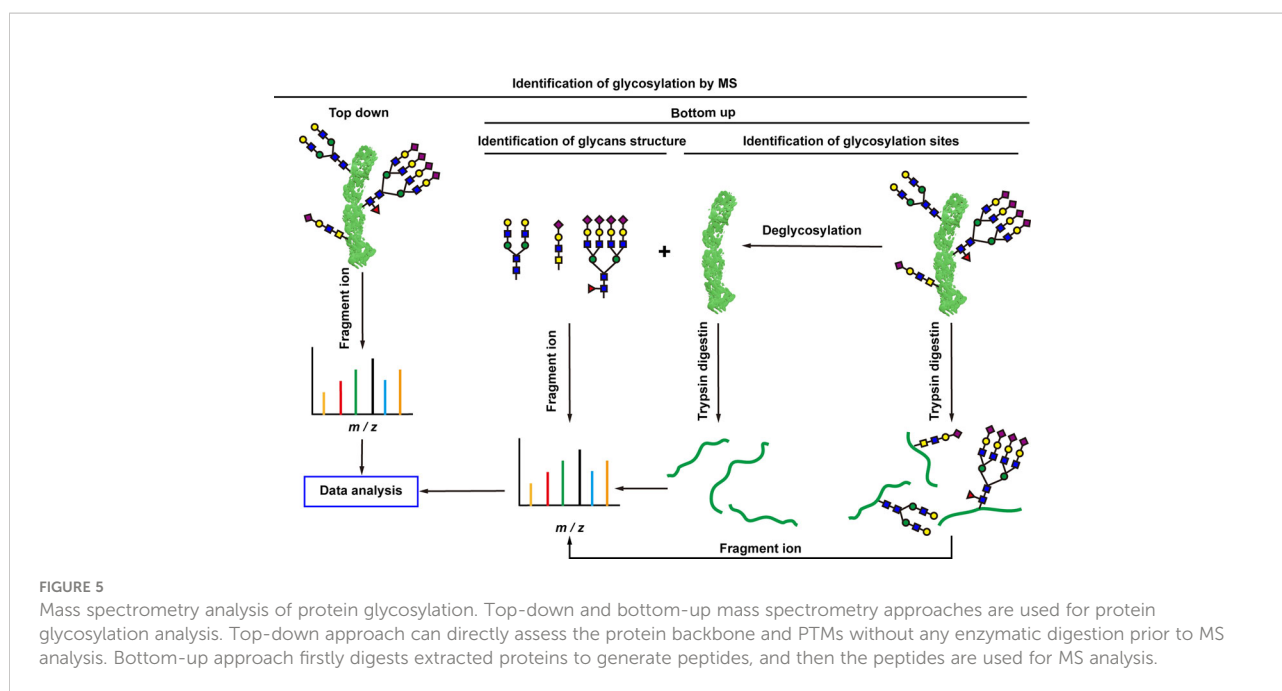 Identification of glycosylation by MS
Top down
Bottom up
Identification of glycans structure
Identification of glycosylation sites
Deglycosylation
+
Fragment ion
Fragment ion
Trypsin digestin
Trypsin digestin
m / z
Data analysis
m / z
Fragment ion
FIGURE 5
Mass spectrometry analysis of protein glycosylation. Top-down and bottom-up mass spectrometry approaches are used for protein
glycosylation analysis. Top-down approach can directly assess the protein backbone and PTMs without any enzymatic digestion prior to MS
analysis. Bottom-up approach firstly digests extracted proteins to generate peptides, and then the peptides are used for MS analysis.